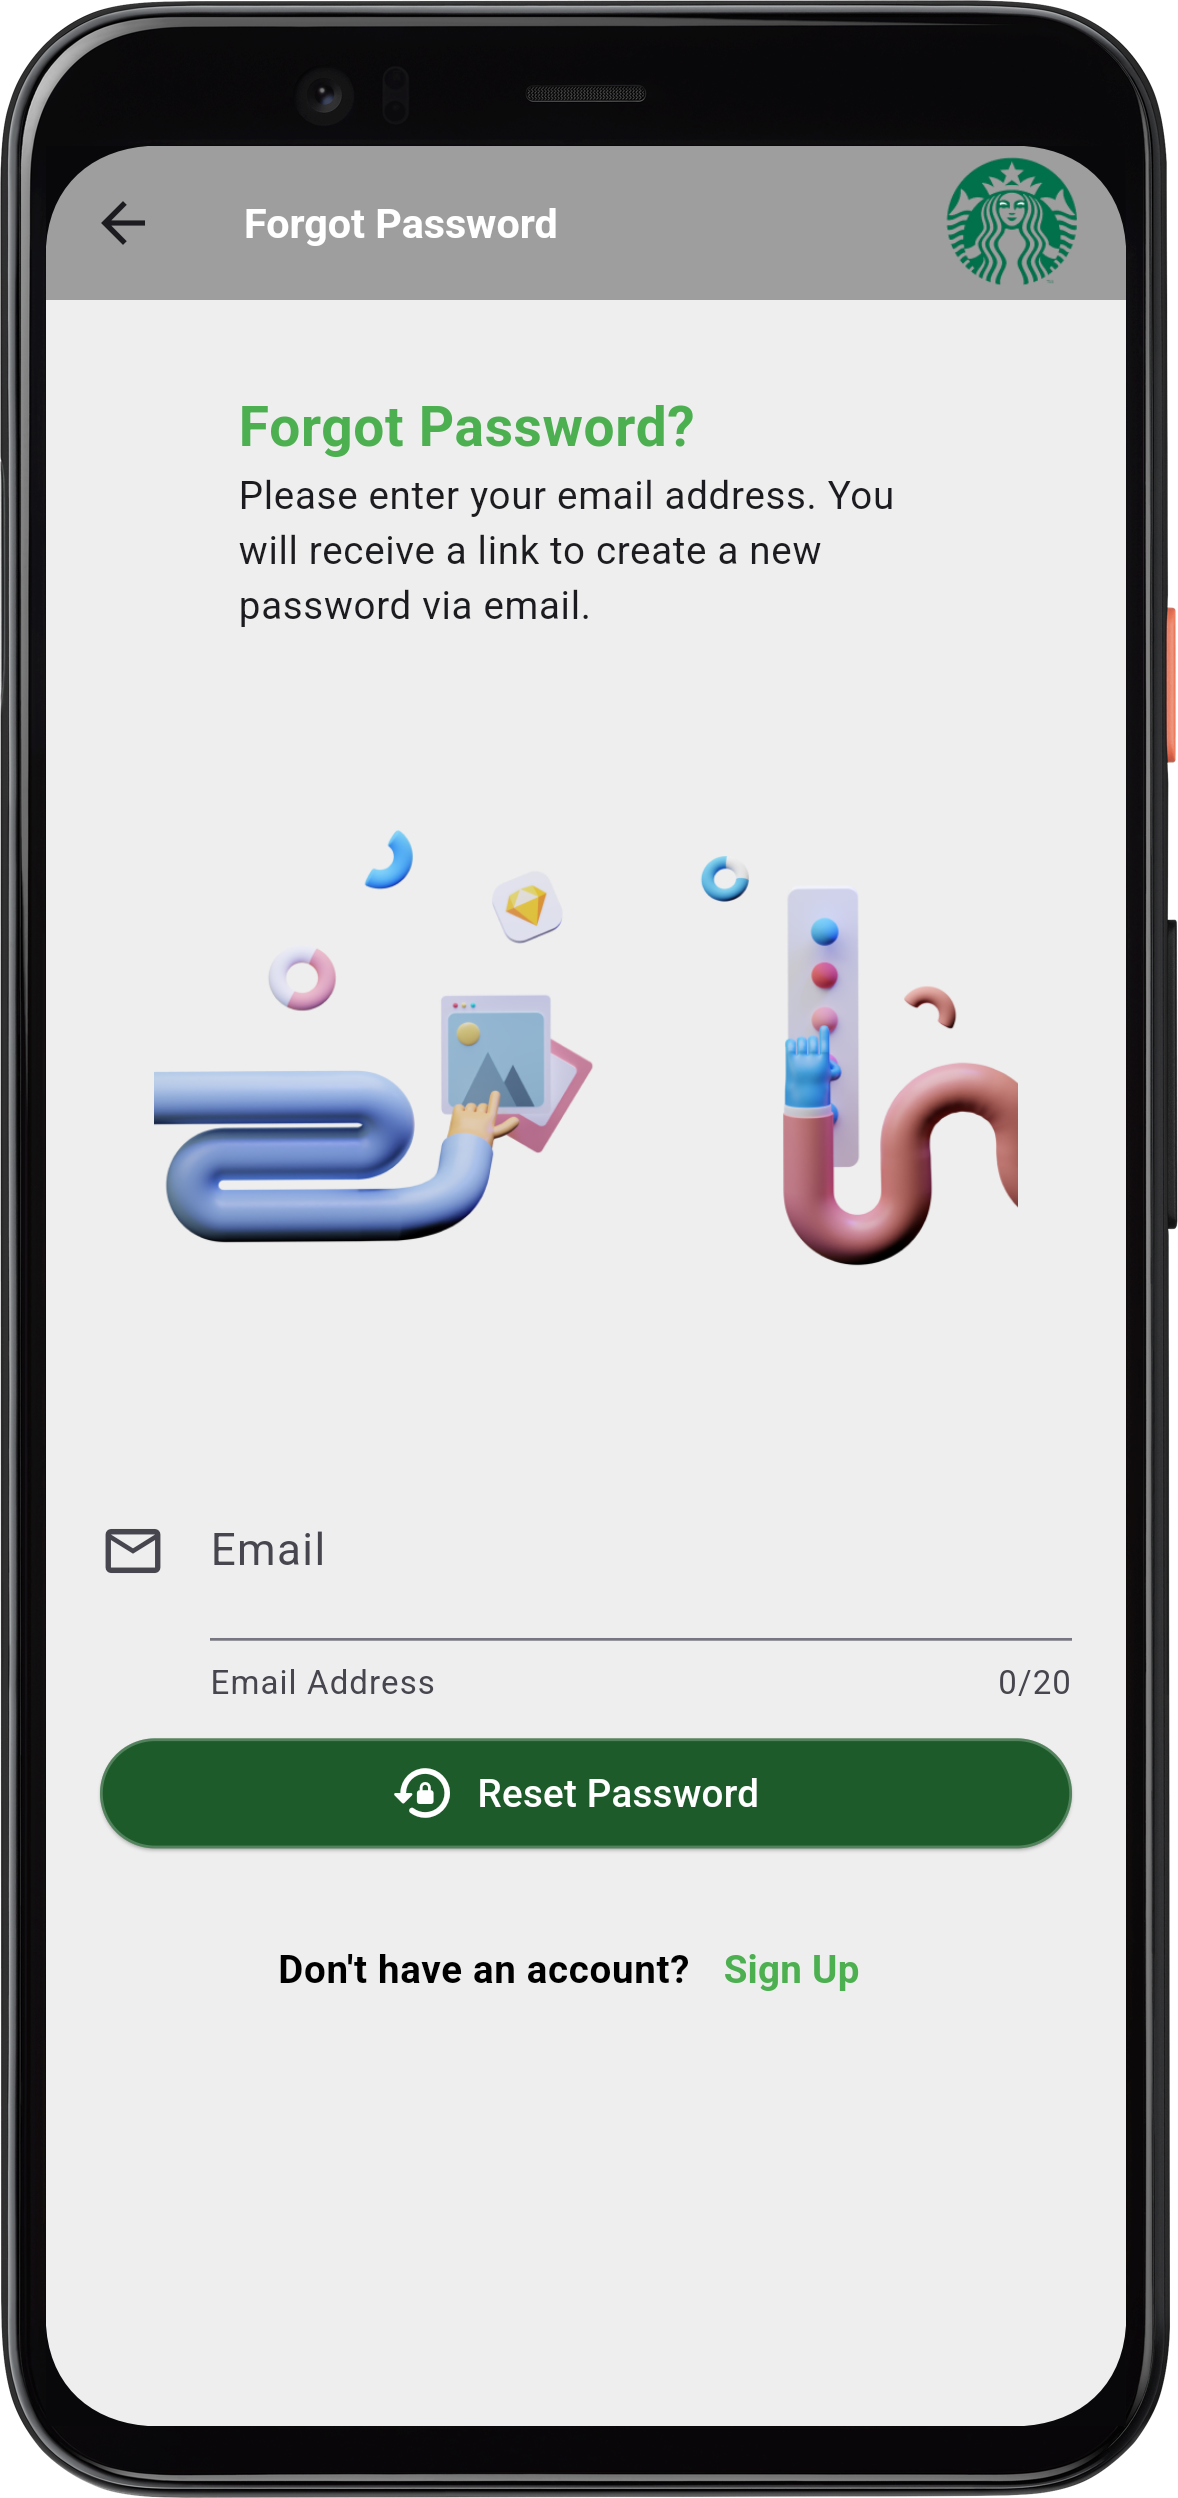 Forgot Password
Forgot Password?
Please enter your email address. You
will receive a link to create a new
password via email.
Email
Email Address 0/20
Reset Password
Don't have an account? Sign Up